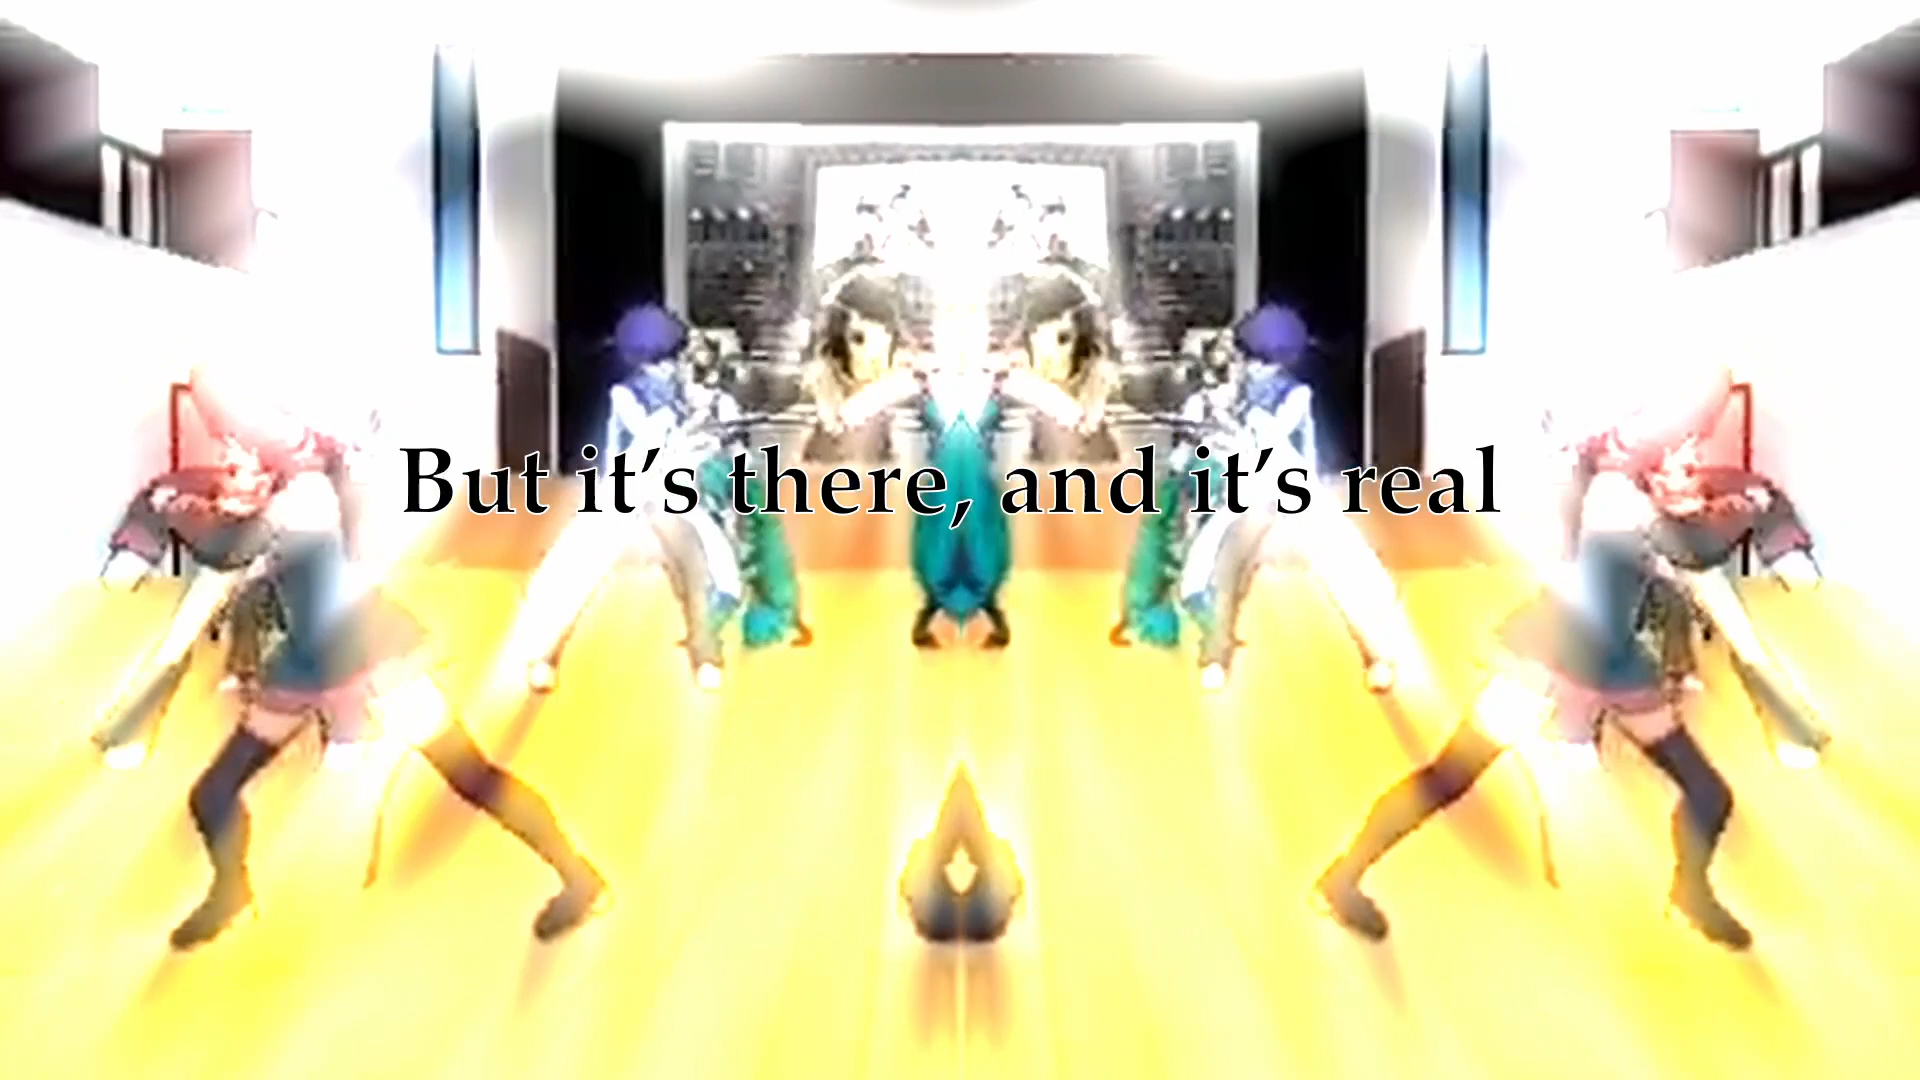 But it’s there, and it’s real